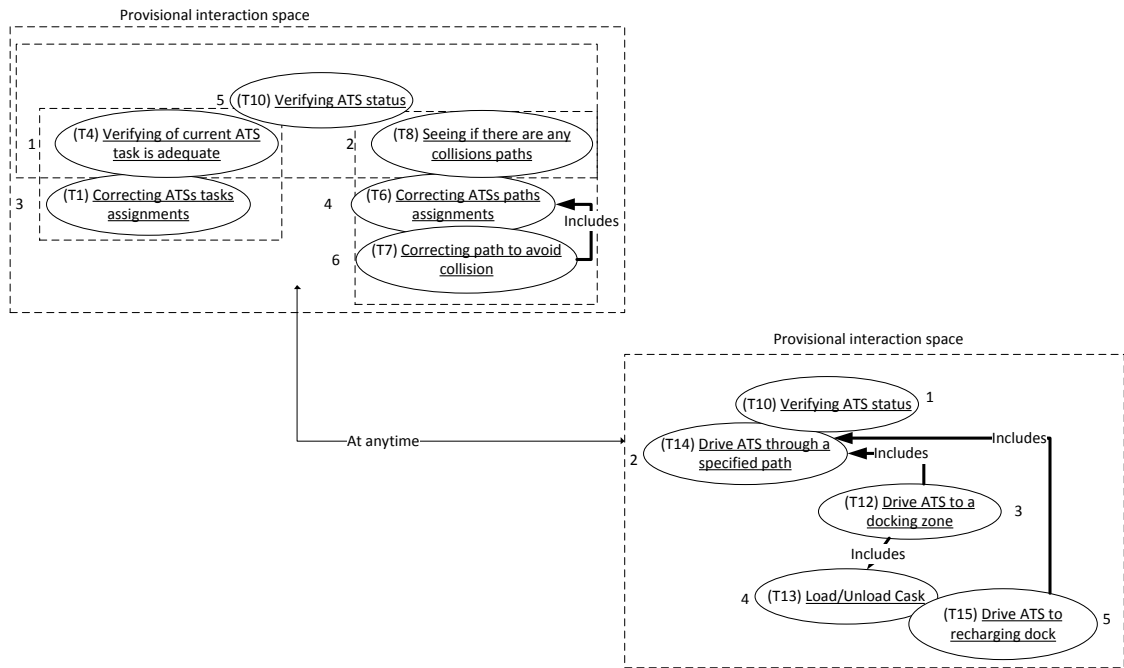 Provisional interaction space
5
(T10) Verifying ATS status
1
(T4) Verifying of current ATS
task is adequate
2
(T8) Seeing if there are any
collisions paths
3
(T1) Correcting ATSs tasks
assignments
4
(T6) Correcting ATSs paths
assignments
Includes
6
(T7) Correcting path to avoid
collision
At anytime
Provisional interaction space
(T10) Verifying ATS status
1
2
(T14) Drive ATS through a
specified path
Includes
Includes
(T12) Drive ATS to a
docking zone
3
Includes
4
(T13) Load/Unload Cask
(T15) Drive ATS to
recharging dock
5